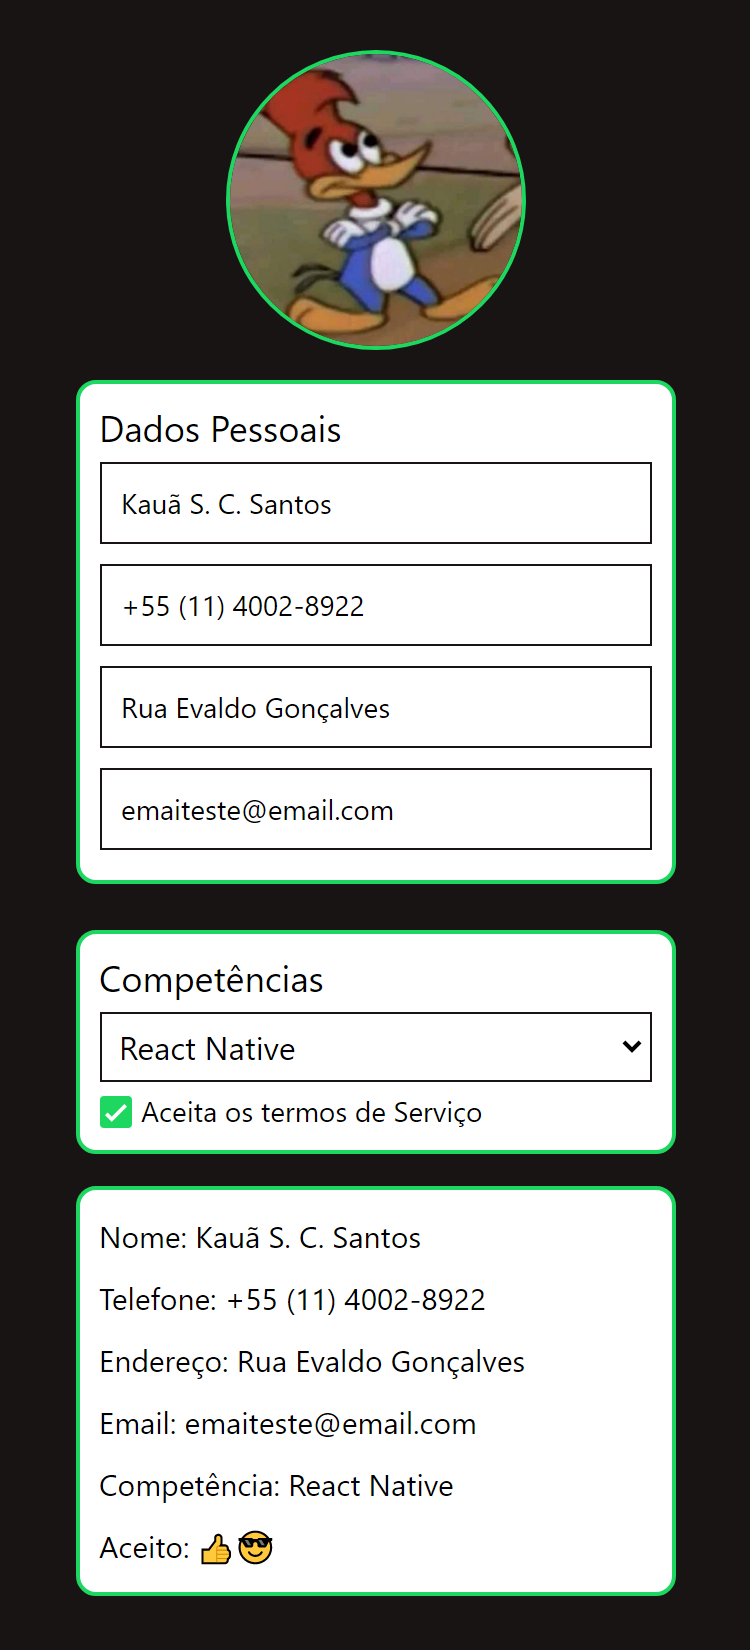 Dados Pessoais
Kauã S. C. Santos
+55 (11) 4002-8922
Rua Evaldo Gonçalves
emaiteste@email.com
Competências
React Native
Aceita os termos de Serviço
Nome: Kauã S. C. Santos
Telefone: +55 (11) 4002-8922
Endereço: Rua Evaldo Gonçalves
Email: emaiteste@email.com
Competência: React Native
Aceito: 👍😎